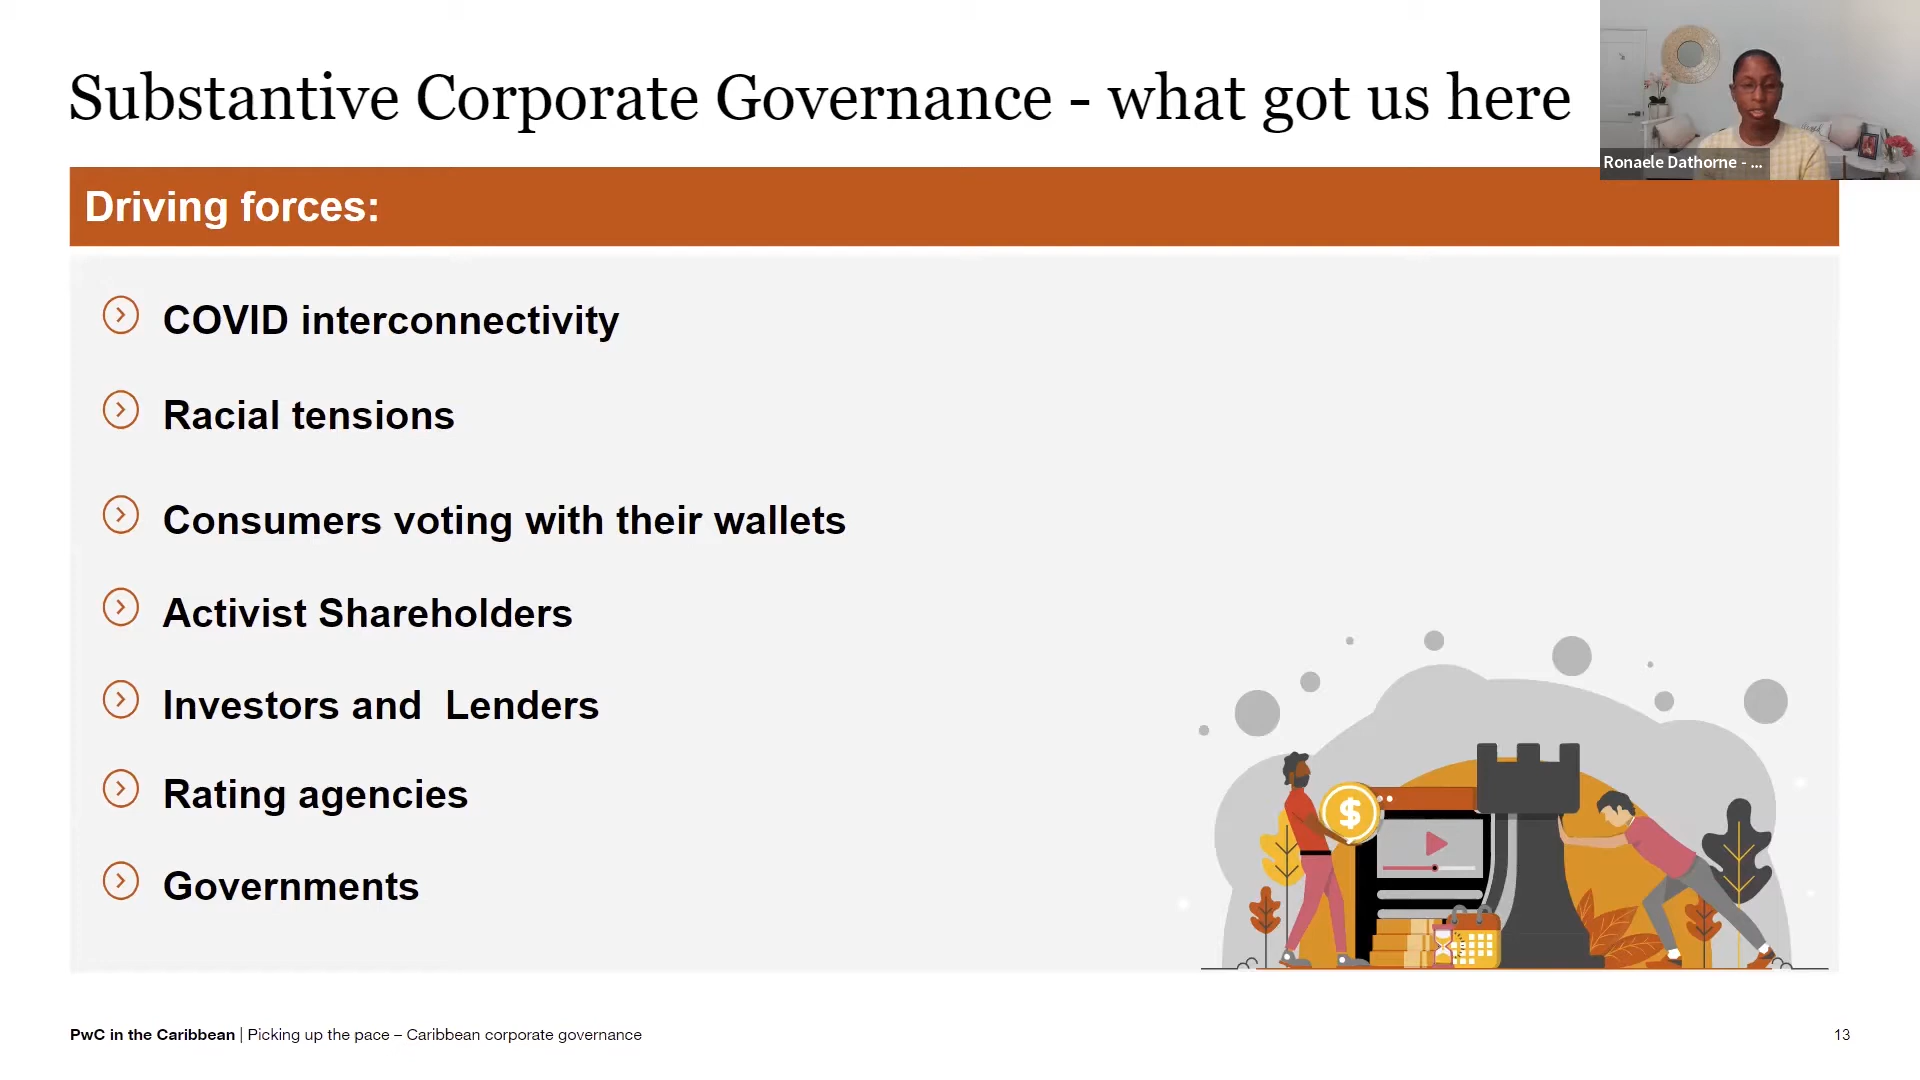 Substantive Corporate Governance - what got us here
Ronaele Dathorne - ...
Driving forces:
COVID interconnectivity
Racial tensions
Consumers voting with their wallets
Activist Shareholders
Investors and  Lenders
Rating agencies
Governments
$
PwC in the Caribbean | Picking up the pace – Caribbean corporate governance
13